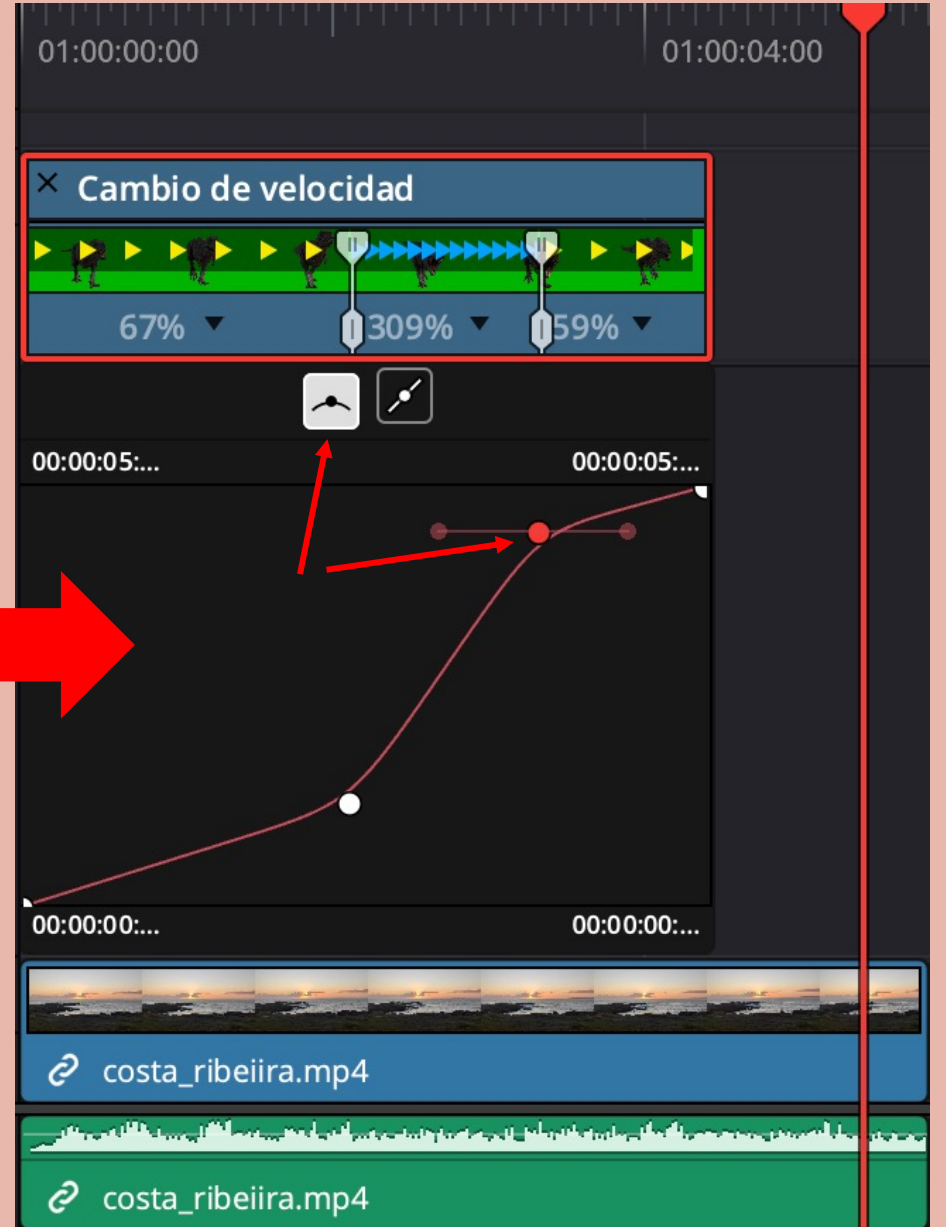 01:00:00:00 01:00:04:00
× Cambio de velocidad
67% ▼ 309% ▼ 59% ▼
00:00:05:... 00:00:05:...
00:00:00:... 00:00:00:...
costa_ribeiira.mp4
costa_ribeiira.mp4